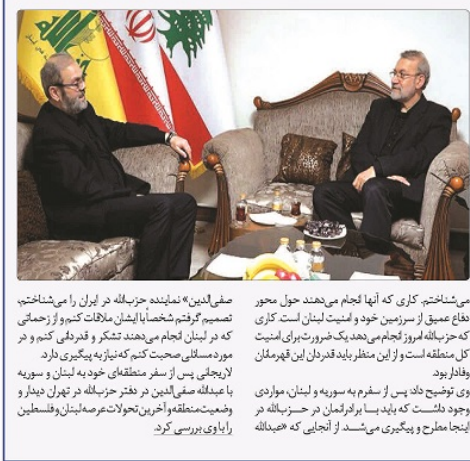 می‌شناختم. کاری که آنها انجام می‌دهند حول محور
دفاع عمیق از سرزمین خود و امنیت لبنان است. کاری
که حزب‌الله امروز انجام می‌دهد یک ضرورت برای امنیت
کل منطقه است و از این منظر باید قدردان این قهرمانان
وفادار بود.
وی توضیح داد: پس از سفرم به سوریه و لبنان، مواردی
وجود داشت که باید با برادرانمان در حزب‌الله در
اینجا مطرح و پیگیری می‌شد. از آنجایی که «عبدالله
صفی‌الدین» نماینده حزب‌الله در ایران را می‌شناختم،
تصمیم گرفتم شخصاً با ایشان ملاقات کنم و از زحماتی
که در لبنان انجام می‌دهند تشکر و قدردانی کنم و در
مورد مسائلی صحبت کنم که نیاز به پیگیری دارد.
لاریجانی پس از سفر منطقه‌ای خود به لبنان و سوریه
با عبدالله صفی‌الدین در دفتر حزب‌الله در تهران دیدار و
وضعیت منطقه و آخرین تحولات عرصه لبنان و فلسطین
را با وی بررسی کرد.